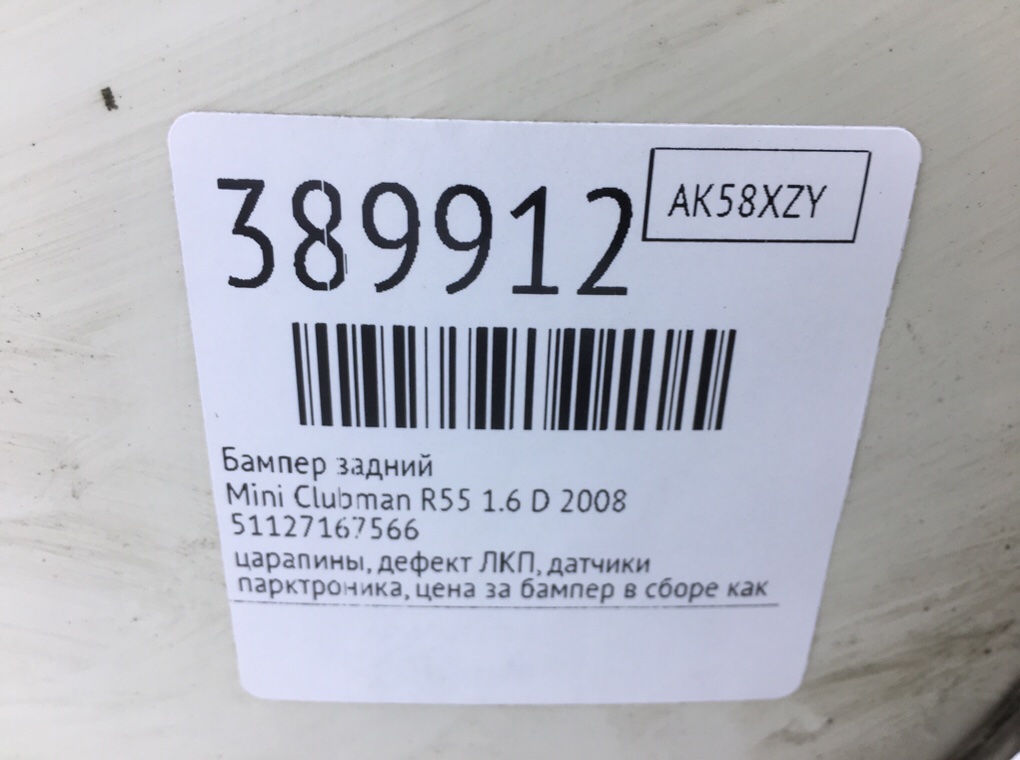 389912
AK58XZY
Бампер задний
Mini Clubman R55 1.6 D 2008
51127167566
царапины, дефект ЛКП, датчики
парктроника, цена за бампер в сборе как